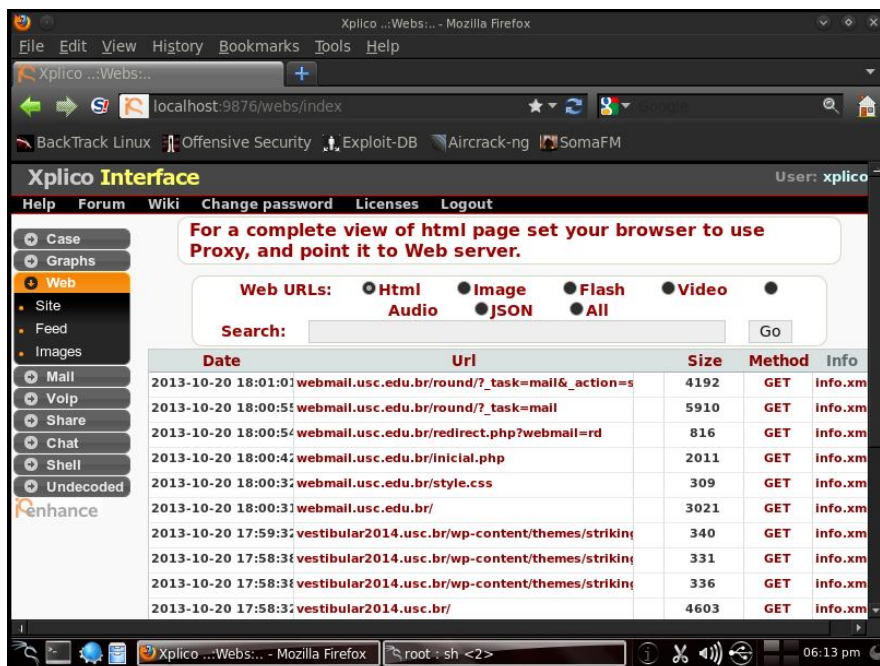 Xplico ..:Webs:.. - Mozilla Firefox
File Edit View History Bookmarks Tools Help
Xplico ..:Webs:..
localhost:9876/webs/index
Google
BackTrack Linux Offensive Security Exploit-DB Aircrack-ng SomaFM
Xplico Interface
User: xplico
Help Forum Wiki Change password Licenses Logout
Case
Graphs
Web
Site
Feed
Images
Mail
Voip
Share
Chat
Shell
Undecoded
enhance
For a complete view of html page set your browser to use
Proxy, and point it to Web server.
Web URLs: Html Image Flash Video
Audio JSON All
Search: Go
Date Url Size Method Info
2013-10-20 18:01:01 webmail.usc.edu.br/round/?_task=mail&_action=s 4192 GET info.xm
2013-10-20 18:00:55 webmail.usc.edu.br/round/?_task=mail 5910 GET info.xm
2013-10-20 18:00:54 webmail.usc.edu.br/redirect.php?webmail=rd 816 GET info.xm
2013-10-20 18:00:42 webmail.usc.edu.br/inicial.php 2011 GET info.xm
2013-10-20 18:00:32 webmail.usc.edu.br/style.css 309 GET info.xm
2013-10-20 18:00:31 webmail.usc.edu.br/ 3021 GET info.xm
2013-10-20 17:59:32 vestibular2014.usc.br/wp-content/themes/striking 340 GET info.xm
2013-10-20 17:58:38 vestibular2014.usc.br/wp-content/themes/striking 331 GET info.xm
2013-10-20 17:58:38 vestibular2014.usc.br/wp-content/themes/striking 336 GET info.xm
2013-10-20 17:58:32 vestibular2014.usc.br/ 4603 GET info.xm
Xplico ..:Webs:.. - Mozilla Firefox
root : sh <2>
06:13 pm